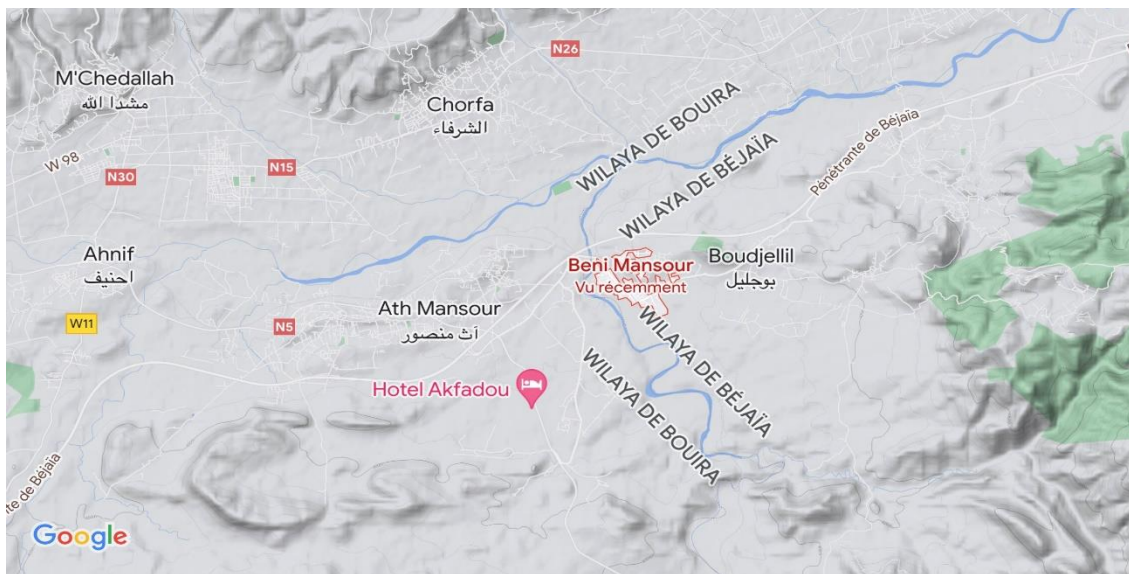 N26
M'Chedallah
مشدا الله
Chorfa
الشرفاء
WILAYA DE BOUIRA
WILAYA DE BÉJAÏA
Pénétrante de Béjaïa
W 98
N15
N30
Ahnif
احنيف
Beni Mansour
Vu récemment
Boudjellil
بوجليل
W11
N5
Ath Mansour
آث منصور
WILAYA DE BÉJAÏA
WILAYA DE BOUIRA
Hotel Akfadou
te de Béjaïa
Google